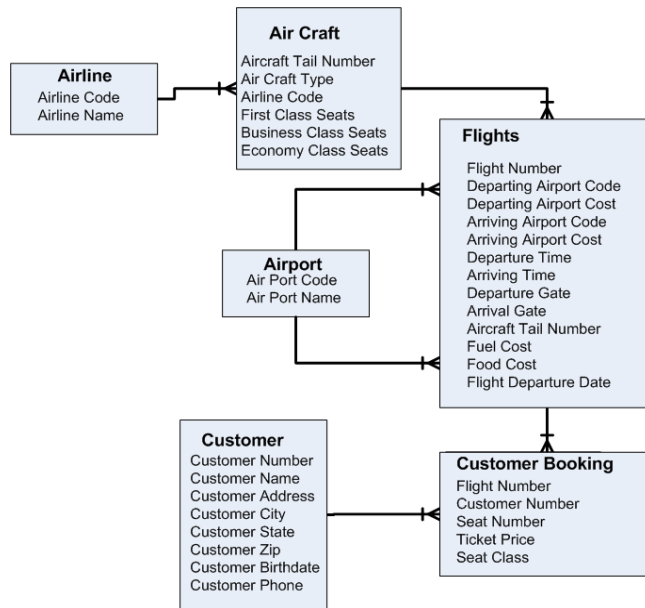 Airline
Airline Code
Airline Name
Air Craft
Aircraft Tail Number
Air Craft Type
Airline Code
First Class Seats
Business Class Seats
Economy Class Seats
Flights
Flight Number
Departing Airport Code
Departing Airport Cost
Arriving Airport Code
Arriving Airport Cost
Departure Time
Arriving Time
Departure Gate
Arrival Gate
Aircraft Tail Number
Fuel Cost
Food Cost
Flight Departure Date
Airport
Air Port Code
Air Port Name
Customer
Customer Number
Customer Name
Customer Address
Customer City
Customer State
Customer Zip
Customer Birthdate
Customer Phone
Customer Booking
Flight Number
Customer Number
Seat Number
Ticket Price
Seat Class